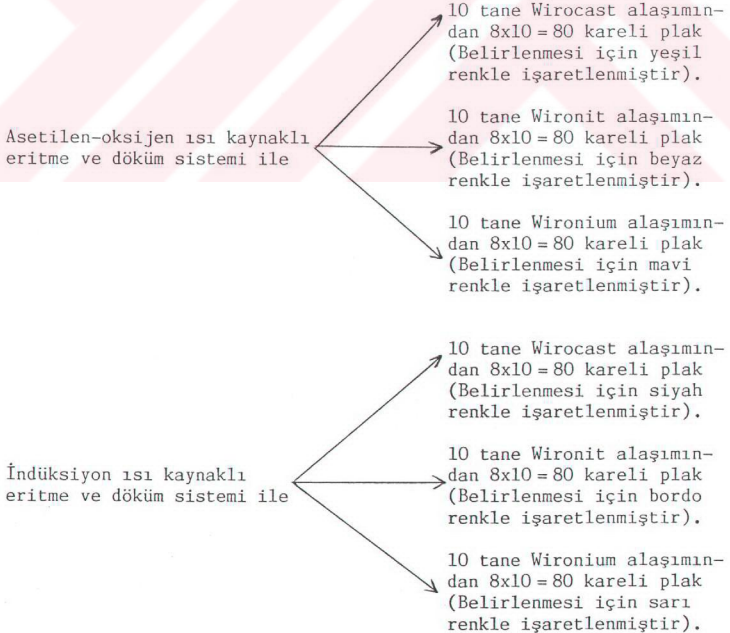 10 tane Wirocast alaşımın-
dan 8x10 = 80 kareli plak
(Belirlenmesi için yeşil
renkle işaretlenmiştir).
Asetilen-oksijen ısı kaynaklı
eritme ve döküm sistemi ile
10 tane Wironit alaşımın-
dan 8x10 = 80 kareli plak
(Belirlenmesi için beyaz
renkle işaretlenmiştir).
10 tane Wironium alaşımın-
dan 8x10 = 80 kareli plak
(Belirlenmesi için mavi
renkle işaretlenmiştir).
10 tane Wirocast alaşımın-
dan 8x10 = 80 kareli plak
(Belirlenmesi için siyah
renkle işaretlenmiştir).
İndüksiyon ısı kaynaklı
eritme ve döküm sistemi ile
10 tane Wironit alaşımın-
dan 8x10 = 80 kareli plak
(Belirlenmesi için bordo
renkle işaretlenmiştir).
10 tane Wironium alaşımın-
dan 8x10 = 80 kareli plak
(Belirlenmesi için sarı
renkle işaretlenmiştir).